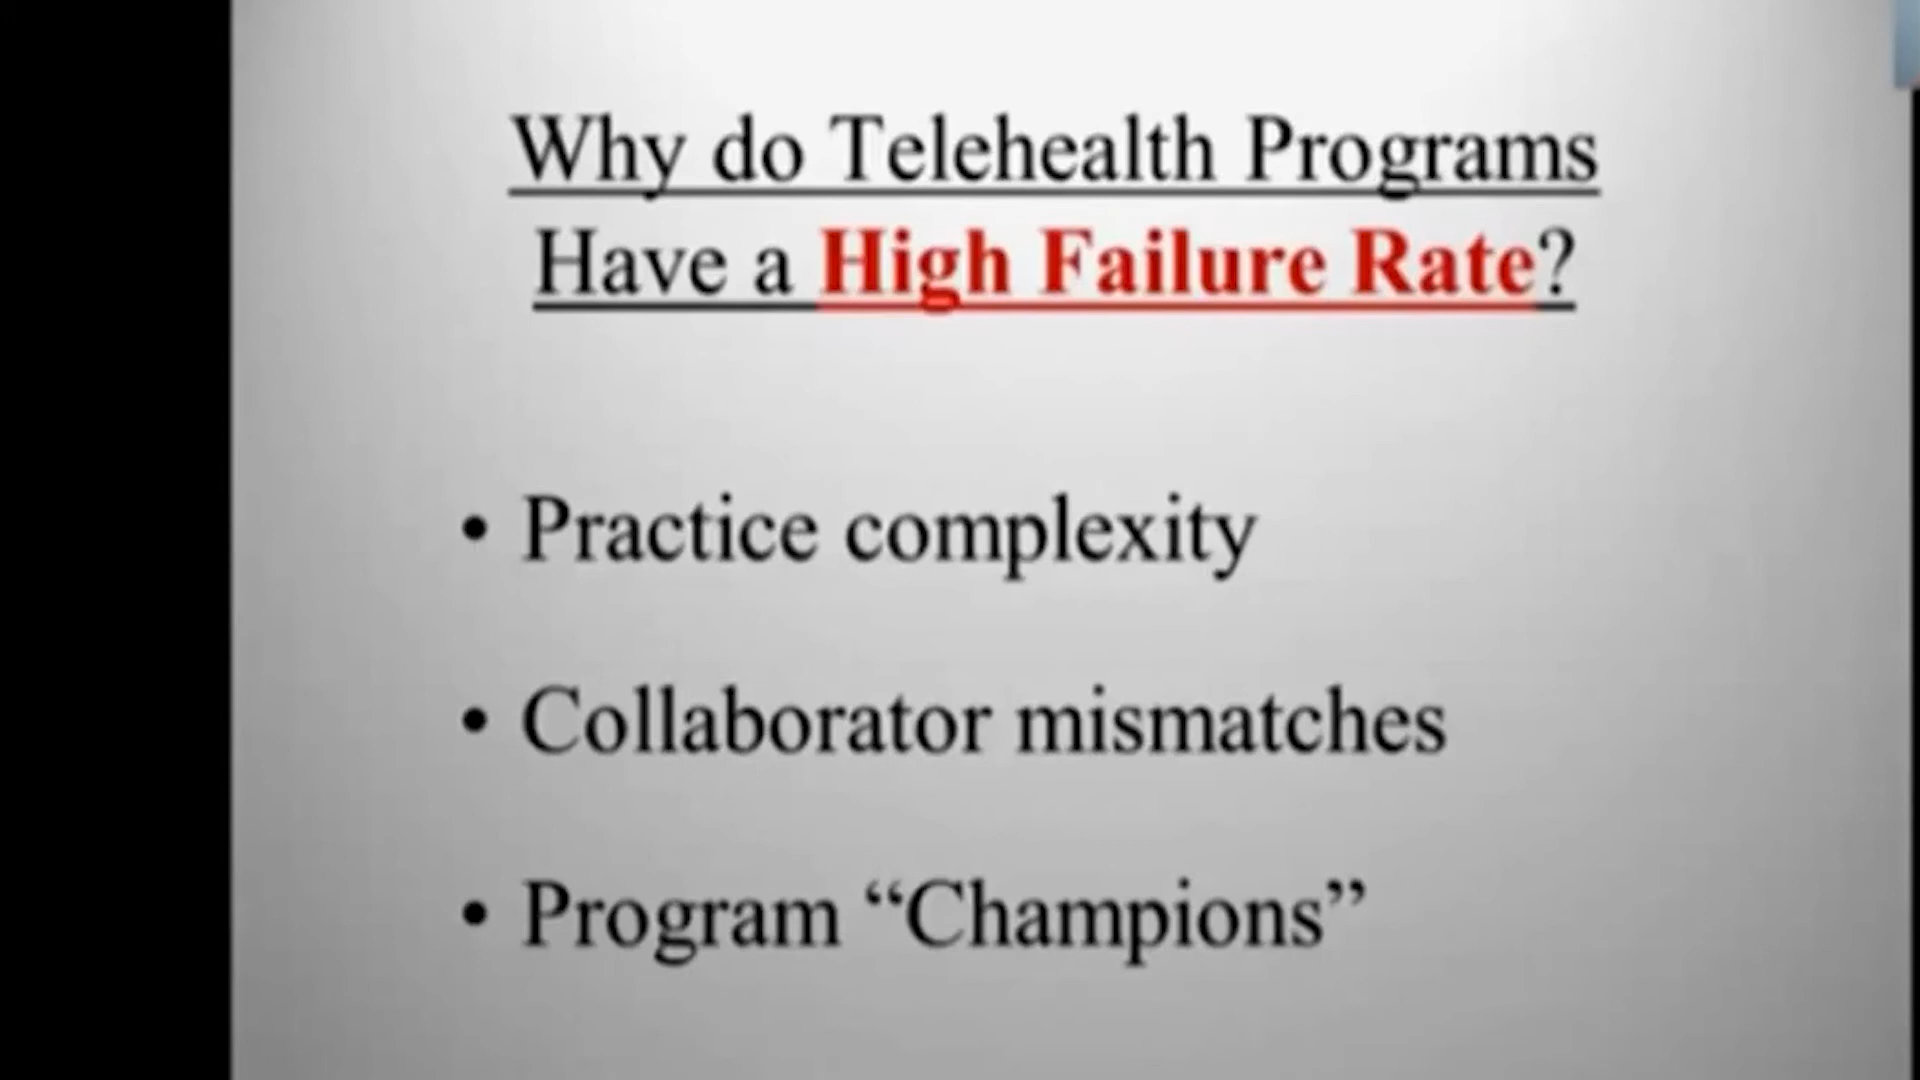 Why do Telehealth Programs
Have a High Failure Rate?
• Practice complexity
• Collaborator mismatches
• Program “Champions”